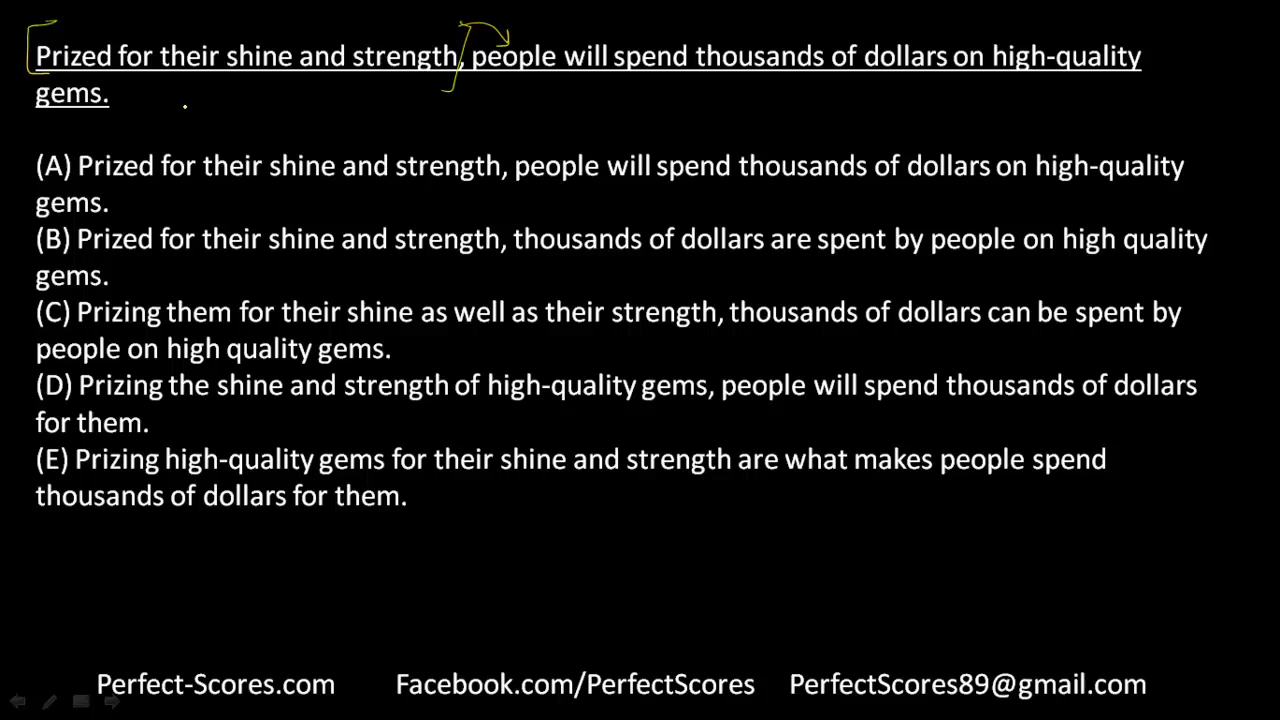 Prized for their shine and strength, people will spend thousands of dollars on high-quality
gems.
(A) Prized for their shine and strength, people will spend thousands of dollars on high-quality
gems.
(B) Prized for their shine and strength, thousands of dollars are spent by people on high quality
gems.
(C) Prizing them for their shine as well as their strength, thousands of dollars can be spent by
people on high quality gems.
(D) Prizing the shine and strength of high-quality gems, people will spend thousands of dollars
for them.
(E) Prizing high-quality gems for their shine and strength are what makes people spend
thousands of dollars for them.
Perfect-Scores.com Facebook.com/PerfectScores PerfectScores89@gmail.com